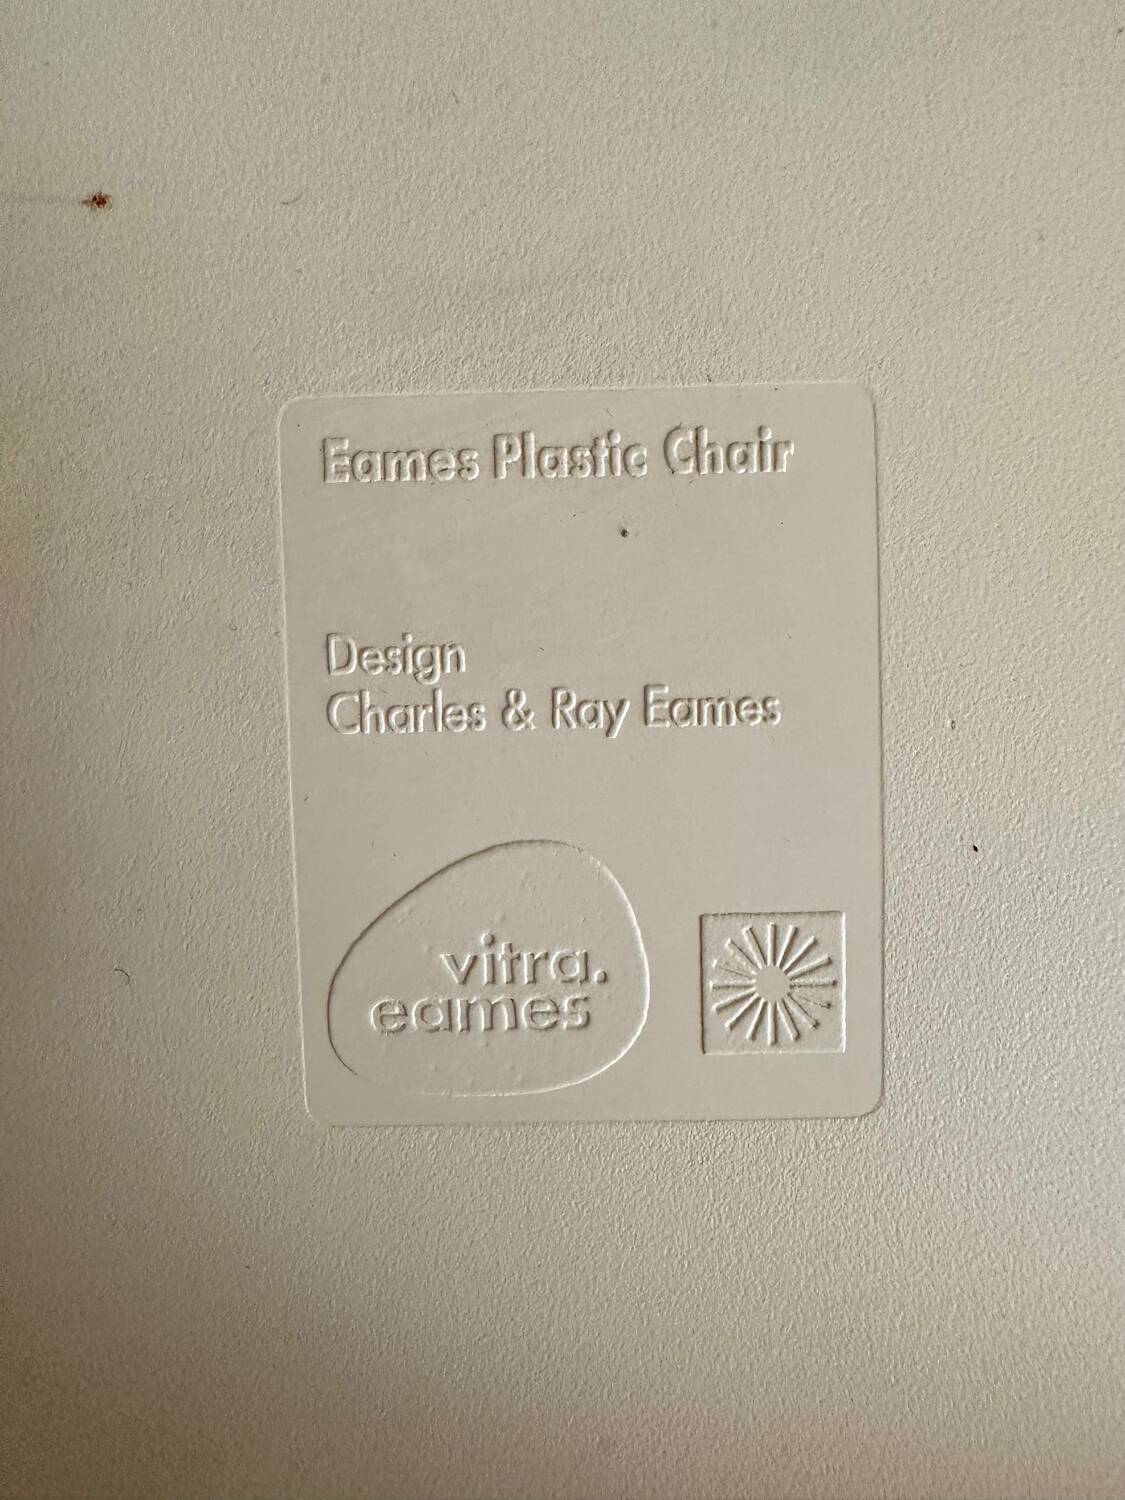 Eames Plastic Chair
Design
Charles & Ray Eames
vitra.
eames